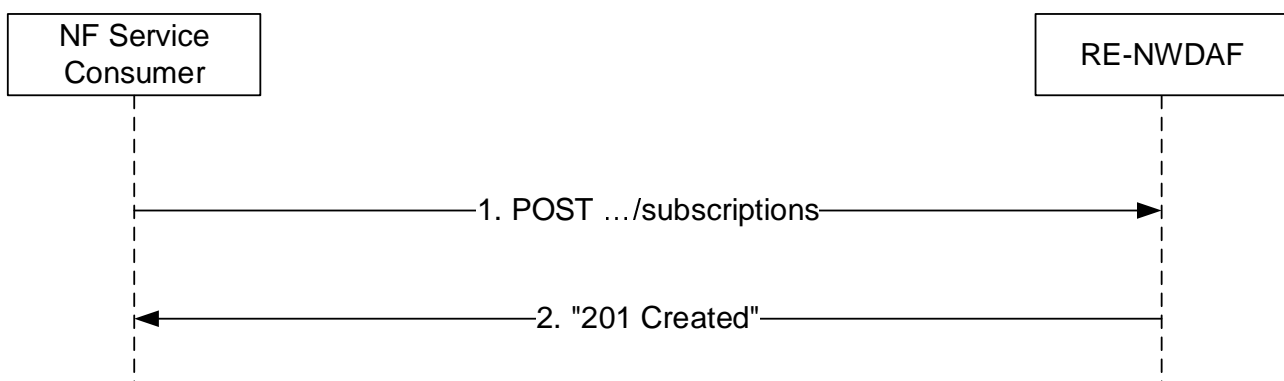 NF Service
Consumer
RE-NWDAF
1. POST …/subscriptions
2. "201 Created"